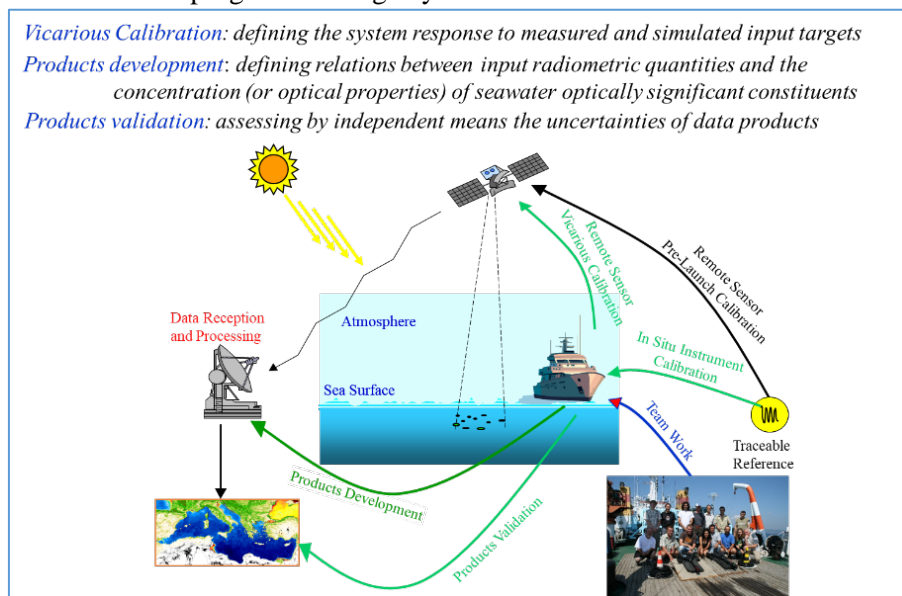 Vicarious Calibration: defining the system response to measured and simulated input targets
Products development: defining relations between input radiometric quantities and the
concentration (or optical properties) of seawater optically significant constituents
Products validation: assessing by independent means the uncertainties of data products
Remote Sensor
Vicarious Calibration
Remote Sensor
Pre-Launch Calibration
Data Reception
and Processing
Atmosphere
In Situ Instrument
Calibration
Sea Surface
Team Work
Traceable
Reference
Products Development
Products Validation